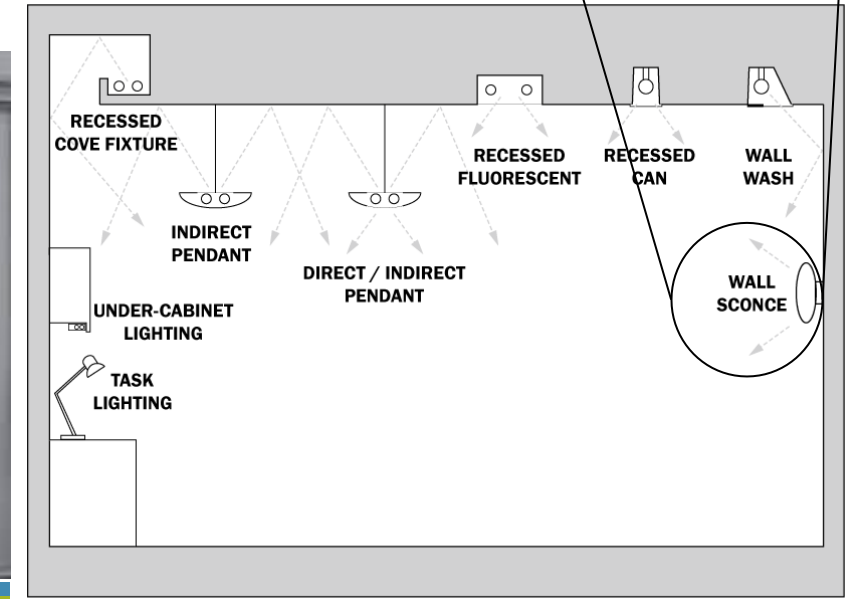 RECESSED
COVE FIXTURE
INDIRECT
PENDANT
DIRECT / INDIRECT
PENDANT
RECESSED
FLUORESCENT
RECESSED
CAN
WALL
WASH
WALL
SCONCE
UNDER-CABINET
LIGHTING
TASK
LIGHTING